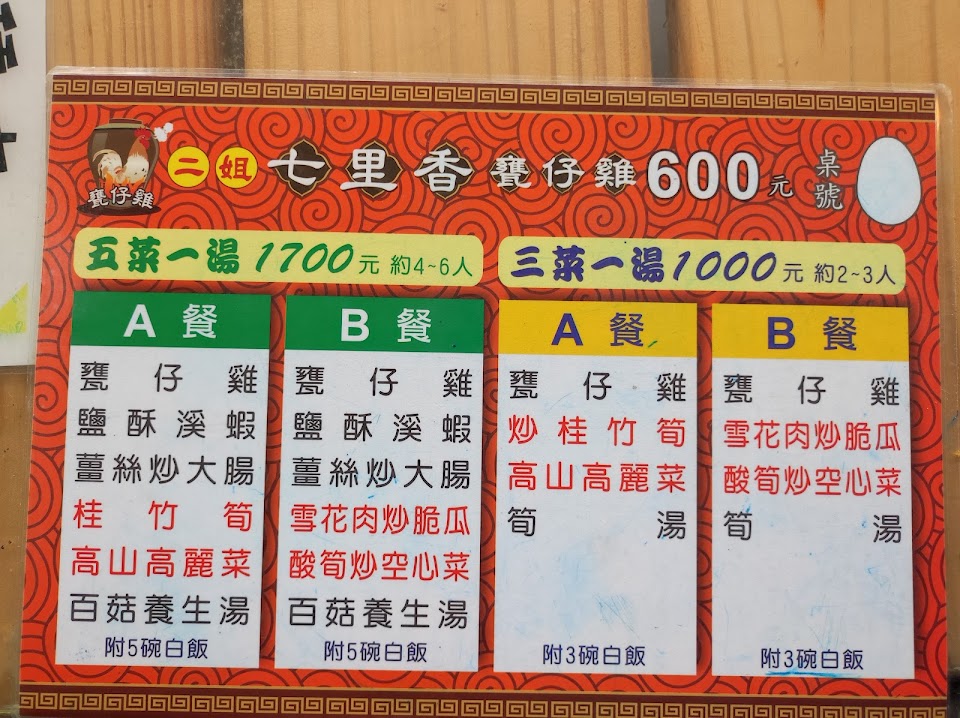 甕仔雞
二姐 七里香 甕仔雞 600元
桌號
五菜一湯 1700元 約4~6人
A 餐
甕仔雞
鹽酥溪蝦
薑絲炒大腸
桂竹筍
高山高麗菜
百菇養生湯
附5碗白飯
B 餐
甕仔雞
鹽酥溪蝦
薑絲炒大腸
雪花肉炒脆瓜
酸筍炒空心菜
百菇養生湯
附5碗白飯
三菜一湯 1000元 約2~3人
A 餐
甕仔雞
炒桂竹筍
高山高麗菜
筍湯
附3碗白飯
B 餐
甕仔雞
雪花肉炒脆瓜
酸筍炒空心菜
筍湯
附3碗白飯